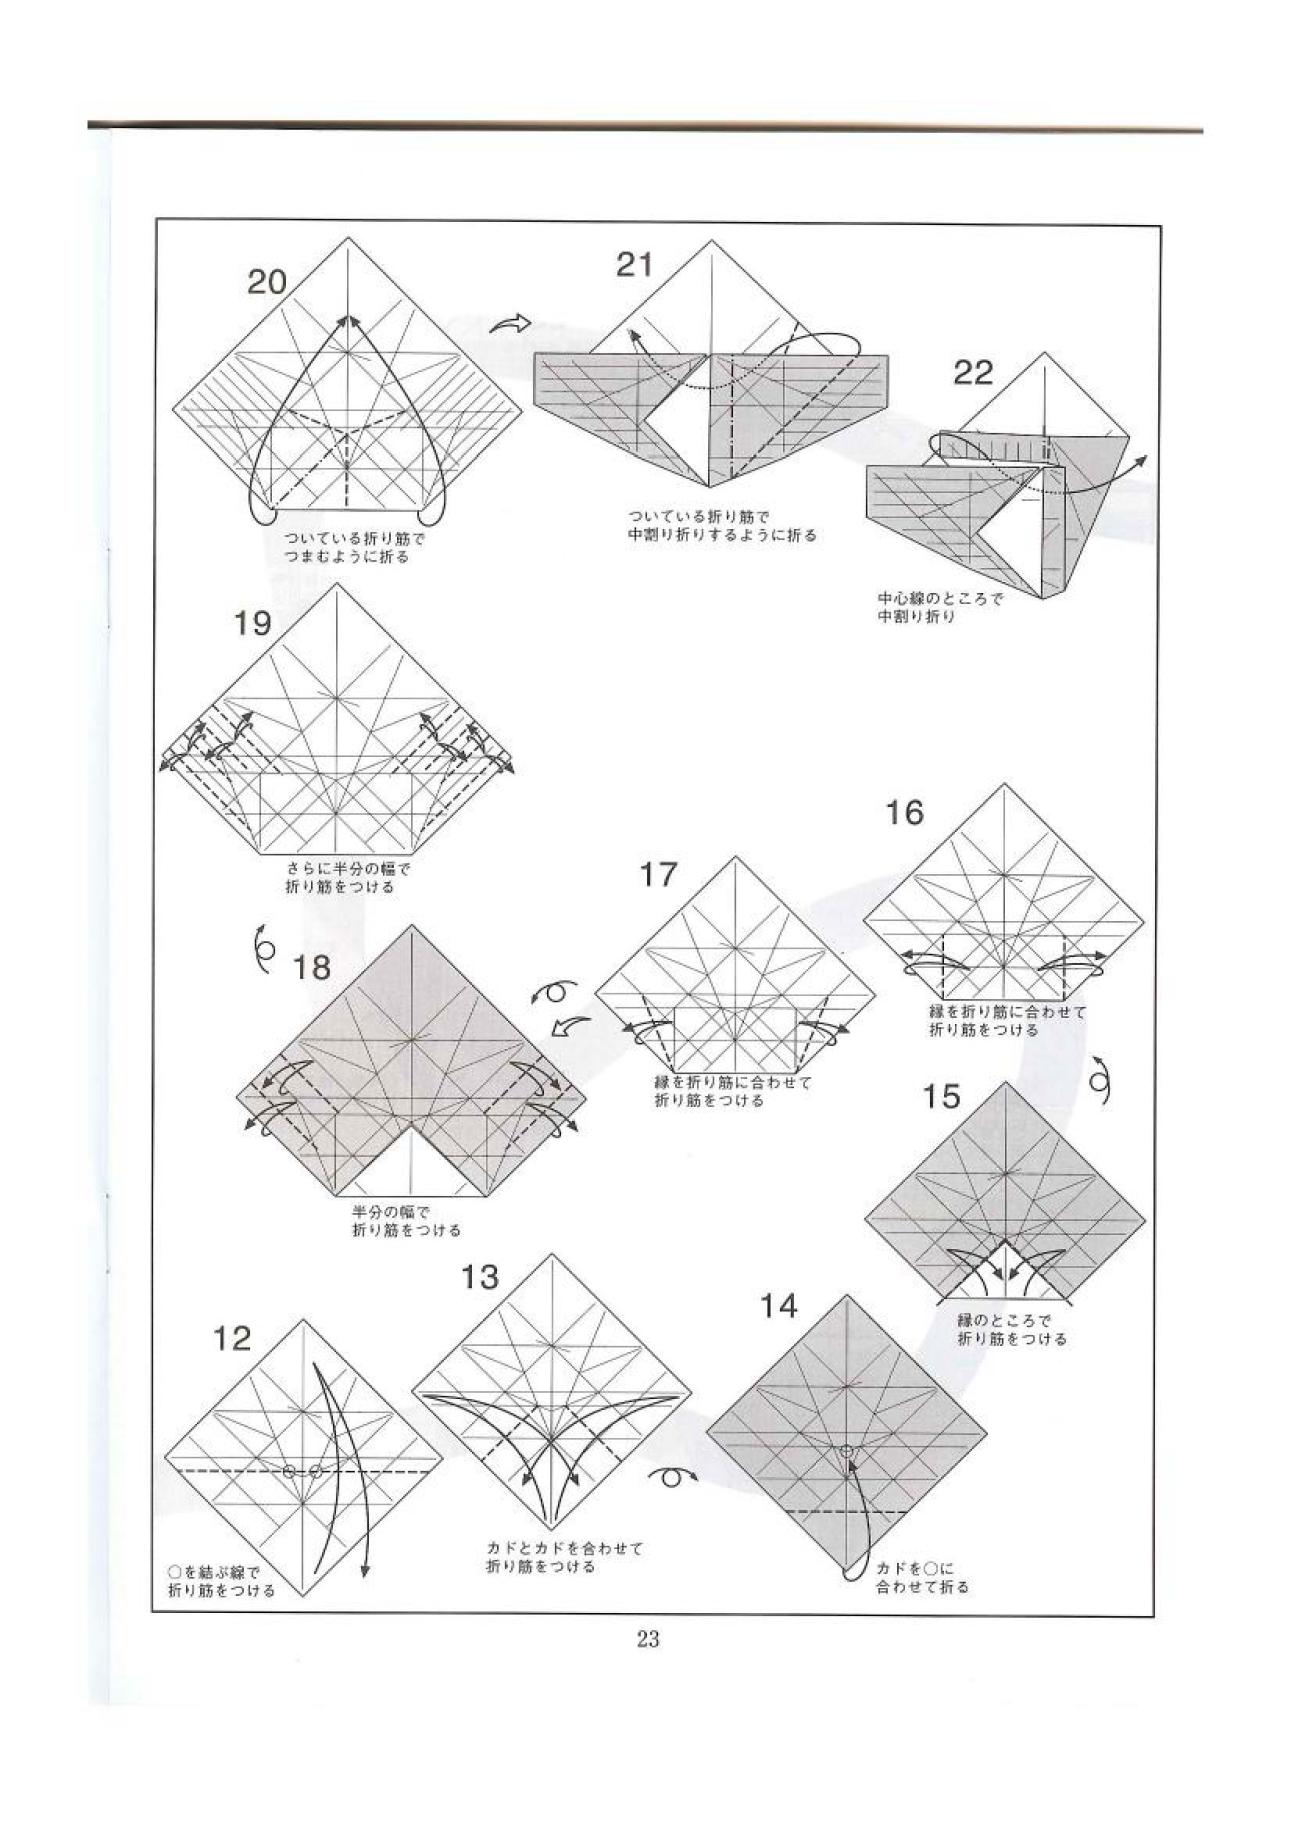 12
○を結ぶ線で
折り筋をつける
13
カドとカドを合わせて
折り筋をつける
14
カドを○に
合わせて折る
15
縁のところで
折り筋をつける
16
縁を折り筋に合わせて
折り筋をつける
17
縁を折り筋に合わせて
折り筋をつける
18
半分の幅で
折り筋をつける
19
さらに半分の幅で
折り筋をつける
20
ついている折り筋で
つまむように折る
21
ついている折り筋で
中割り折りするように折る
22
中心線のところで
中割り折り
23